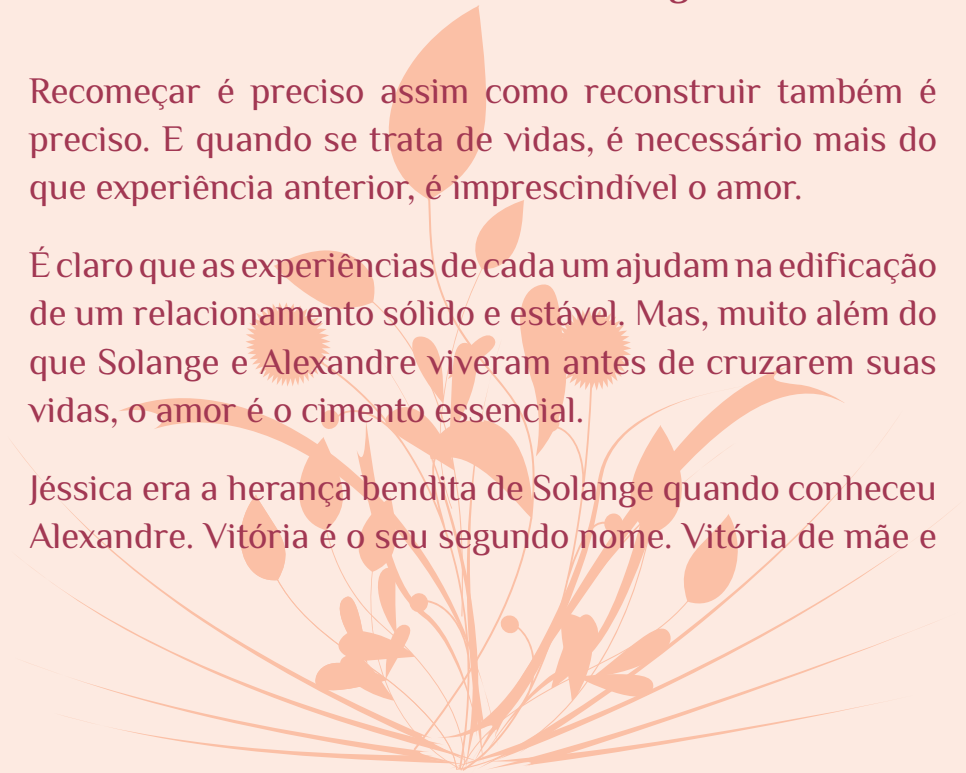 Recomeçar é preciso assim como reconstruir também é
preciso. E quando se trata de vidas, é necessário mais do
que experiência anterior, é imprescindível o amor.
É claro que as experiências de cada um ajudam na edificação
de um relacionamento sólido e estável. Mas, muito além do
que Solange e Alexandre viveram antes de cruzarem suas
vidas, o amor é o cimento essencial.
Jéssica era a herança bendita de Solange quando conheceu
Alexandre. Vitória é o seu segundo nome. Vitória de mãe e